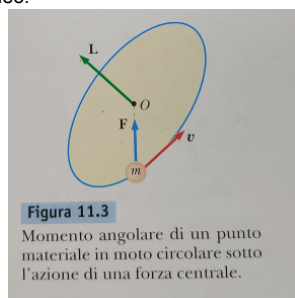 L
O
F
v
m
Figura 11.3
Momento angolare di un punto
materiale in moto circolare sotto
l'azione di una forza centrale.